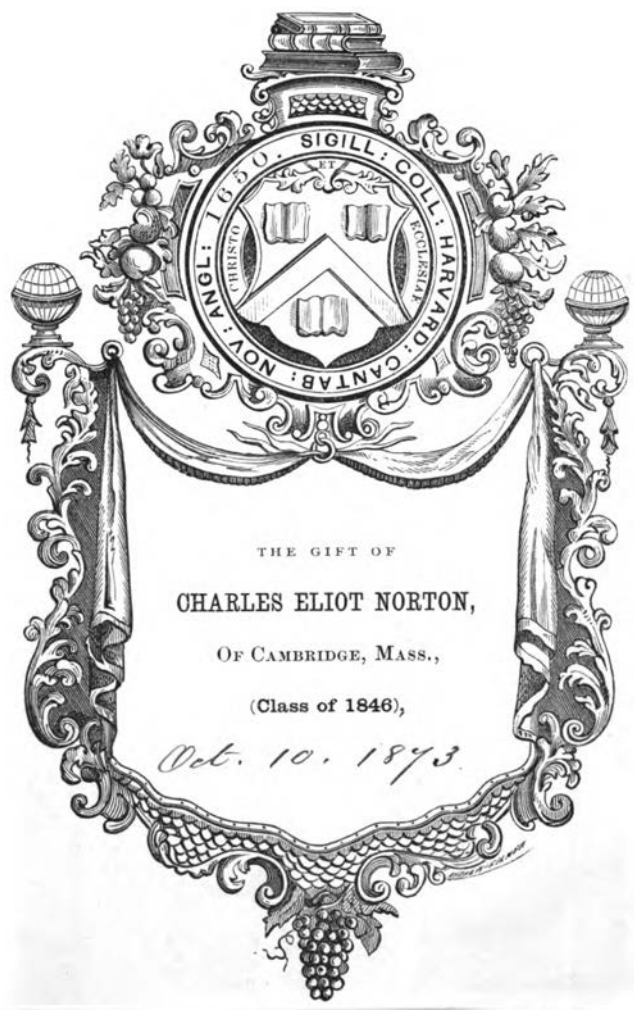 SIGILL: COLL: HARVARD: CANTAB: NOV: ANGL: 1650.
CHRISTO
ET
ECCLESIAE
THE GIFT OF
CHARLES ELIOT NORTON,
OF CAMBRIDGE, MASS.,
(Class of 1846),
Oct. 10. 1873.